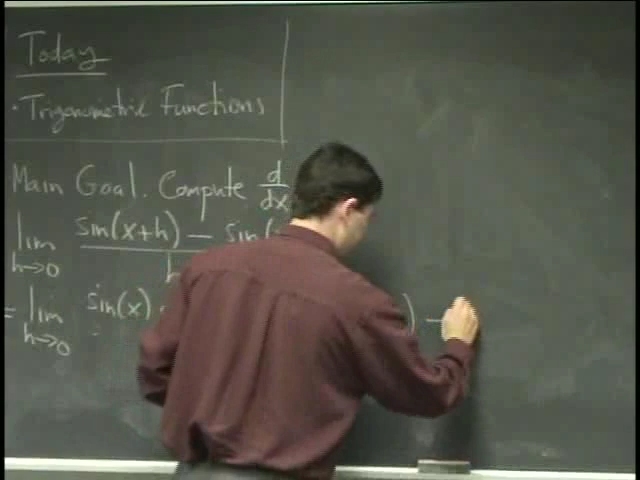 Today
· Trigonometric Functions
Main Goal. Compute d/dx
lim h→0 sin(x+h) − sin(
= lim h→0 sin(x) ) −